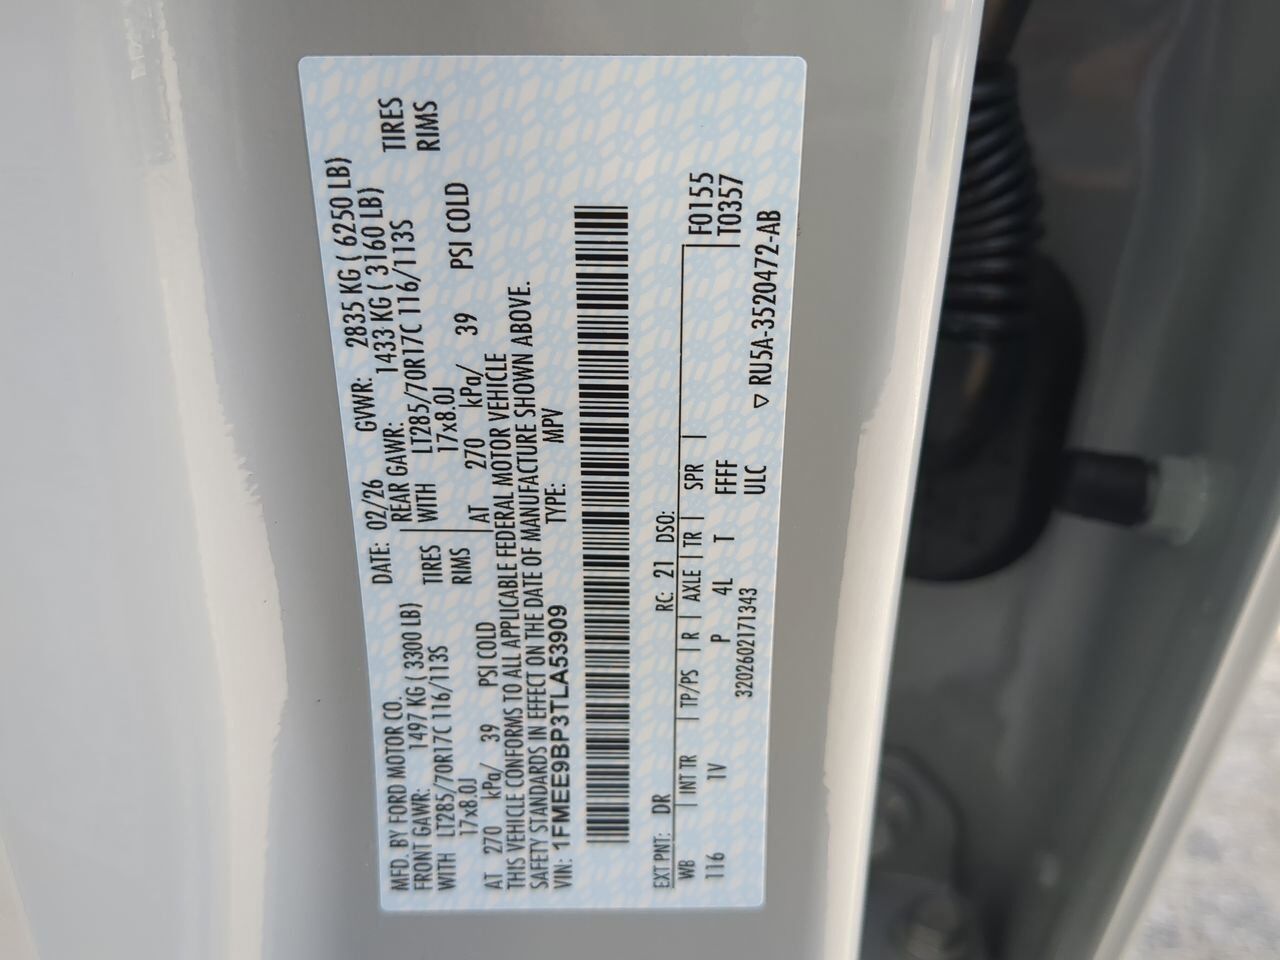 MFD. BY FORD MOTOR CO.
DATE: 02/26 GVWR: 2835 KG ( 6250 LB)
FRONT GAWR: 1497 KG ( 3300 LB) REAR GAWR: 1433 KG ( 3160 LB)
WITH LT285/70R17C 116/113S TIRES WITH LT285/70R17C 116/113S TIRES
17x8.0J RIMS 17x8.0J RIMS
AT 270 kPa/ 39 PSI COLD AT 270 kPa/ 39 PSI COLD
THIS VEHICLE CONFORMS TO ALL APPLICABLE FEDERAL MOTOR VEHICLE
SAFETY STANDARDS IN EFFECT ON THE DATE OF MANUFACTURE SHOWN ABOVE.
VIN: 1FMEE9BP3TLA53909 TYPE: MPV
EXT PNT: DR RC: 21 DSO:
WB | INT TR | TP/PS | R | AXLE | TR | SPR | F0155
116 1V P 4L T FFFF T0357
3202602171343 ULC
▽ RU5A-3520472-AB